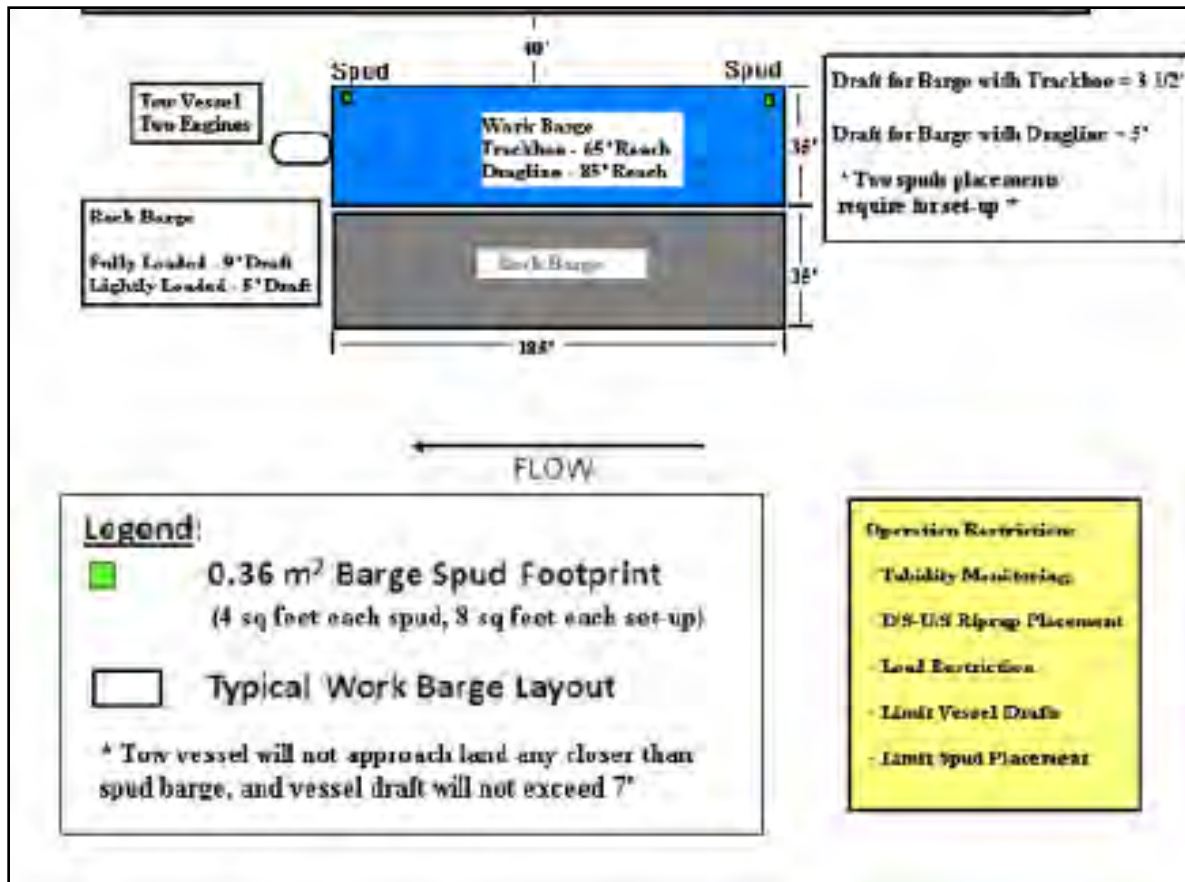 40'
Spud
Spud
Tow Vessel
Two Engines
Work Barge
Trackhoe - 65' Reach
Dragline - 85' Reach
35'
Draft for Barge with Trackhoe = 3 1/2'
Draft for Barge with Dragline = 5'
* Two spuds placements
require for set-up *
Rock Barge
Fully Loaded - 9' Draft
Lightly Loaded - 5' Draft
Rock Barge
35'
FLOW
Legend:
0.36 m² Barge Spud Footprint
(4 sq feet each spud, 8 sq feet each set-up)
Typical Work Barge Layout
* Tow vessel will not approach land any closer than
spud barge, and vessel draft will not exceed 7'
Operation Restrictions
- Tubidity Monitoring
- D/S-U/S Riprap Placement
- Load Restriction
- Limit Vessel Drafts
- Limit Spud Placement